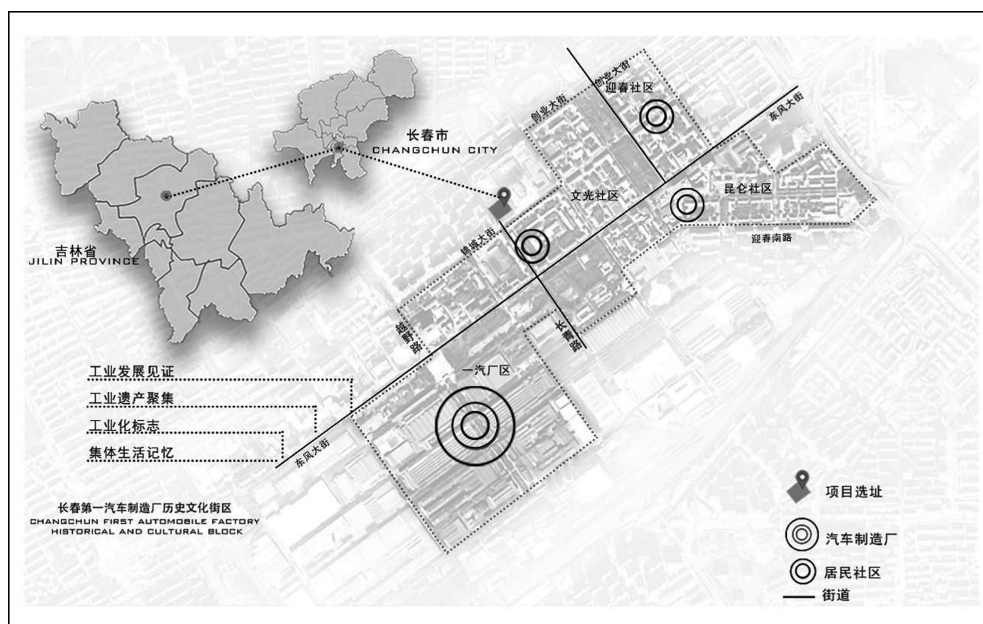 长春市
CHANGCHUN CITY
吉林省
JILIN PROVINCE
创业大街
创业大街
迎春社区
东风大街
文光社区
昆仑社区
锦城大街
迎春南路
越野路
长青路
一汽厂区
工业发展见证
工业遗产聚集
工业化标志
集体生活记忆
东风大街
长春第一汽车制造厂历史文化街区
CHANGCHUN FIRST AUTOMOBILE FACTORY
HISTORICAL AND CULTURAL BLOCK
项目选址
汽车制造厂
居民社区
街道